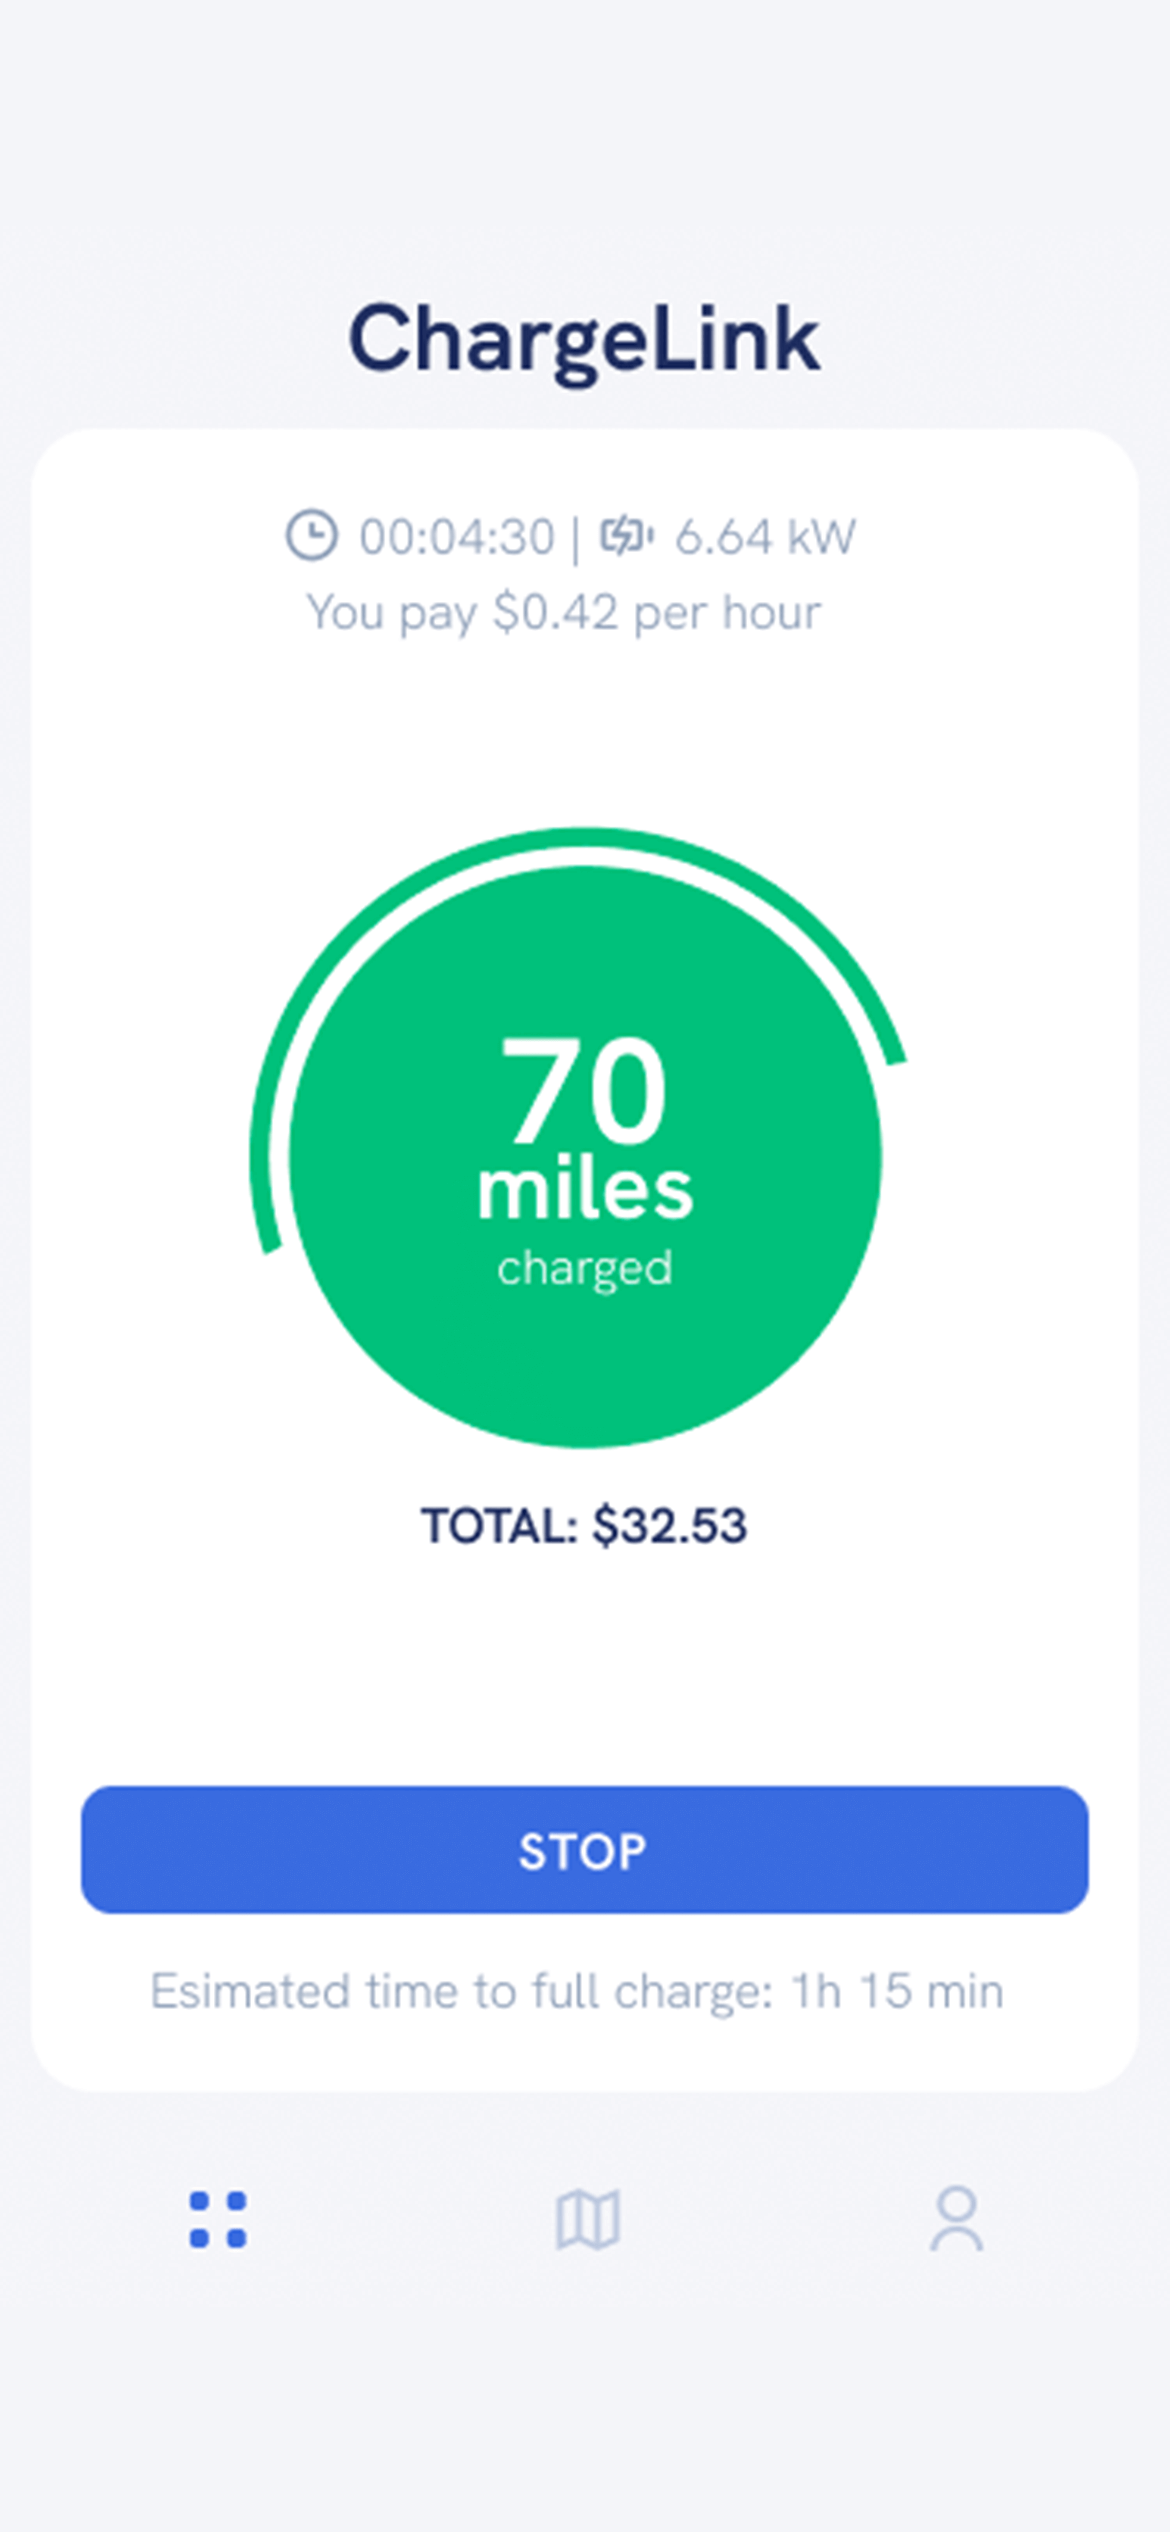 ChargeLink
00:04:30 | 6.64 kW
You pay $0.42 per hour
70
miles
charged
TOTAL: $32.53
STOP
Esimated time to full charge: 1h 15 min